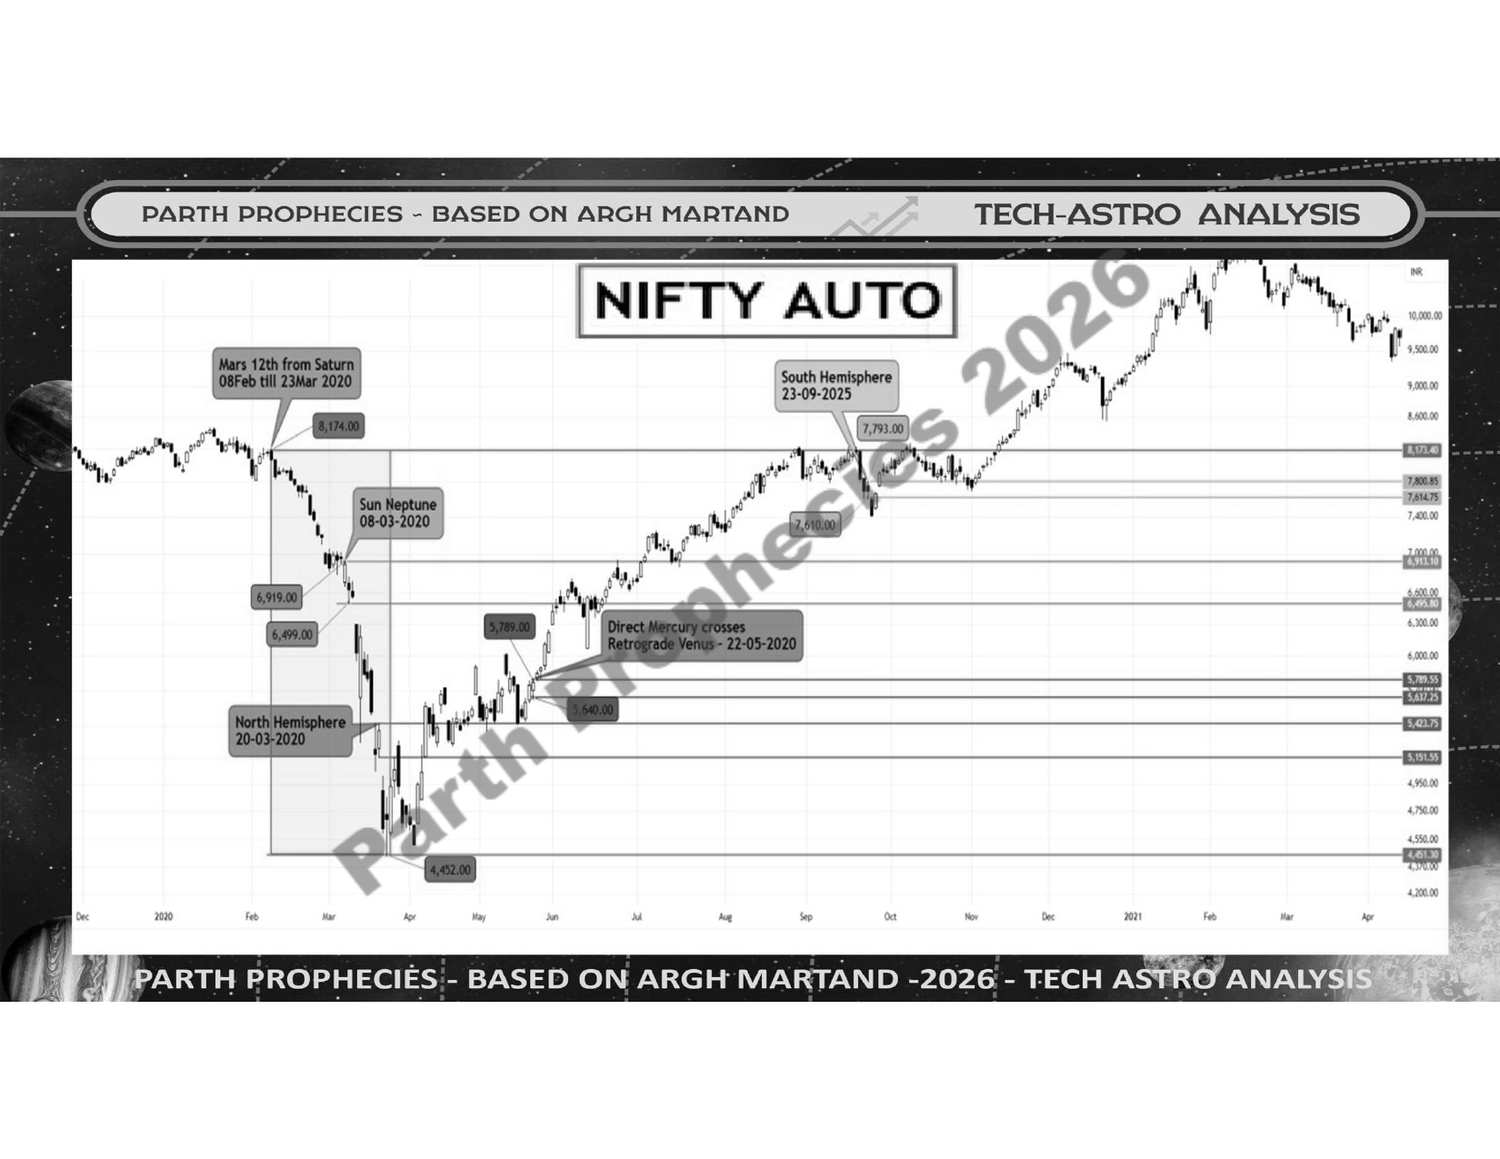 PARTH PROPHECIES ~ BASED ON ARGH MARTAND
TECH-ASTRO ANALYSIS
NIFTY AUTO
INR
Mars 12th from Saturn
08Feb till 23Mar 2020
8,174.00
Sun Neptune
08-03-2020
6,919.00
6,499.00
North Hemisphere
20-03-2020
4,452.00
5,789.00
Direct Mercury crosses
Retrograde Venus - 22-05-2020
5,640.00
South Hemisphere
23-09-2025
7,793.00
7,610.00
10,000.00
9,500.00
9,000.00
8,600.00
8,173.40
7,800.85
7,614.75
7,400.00
7,000.00
6,913.10
6,600.00
6,495.80
6,300.00
6,000.00
5,789.55
5,637.25
5,423.75
5,151.55
4,950.00
4,750.00
4,550.00
4,451.30
4,370.00
4,200.00
Dec 2020 Feb Mar Apr May Jun Jul Aug Sep Oct Nov Dec 2021 Feb Mar Apr
Parth Prophecies 2026
PARTH PROPHECIES - BASED ON ARGH MARTAND -2026 - TECH ASTRO ANALYSIS